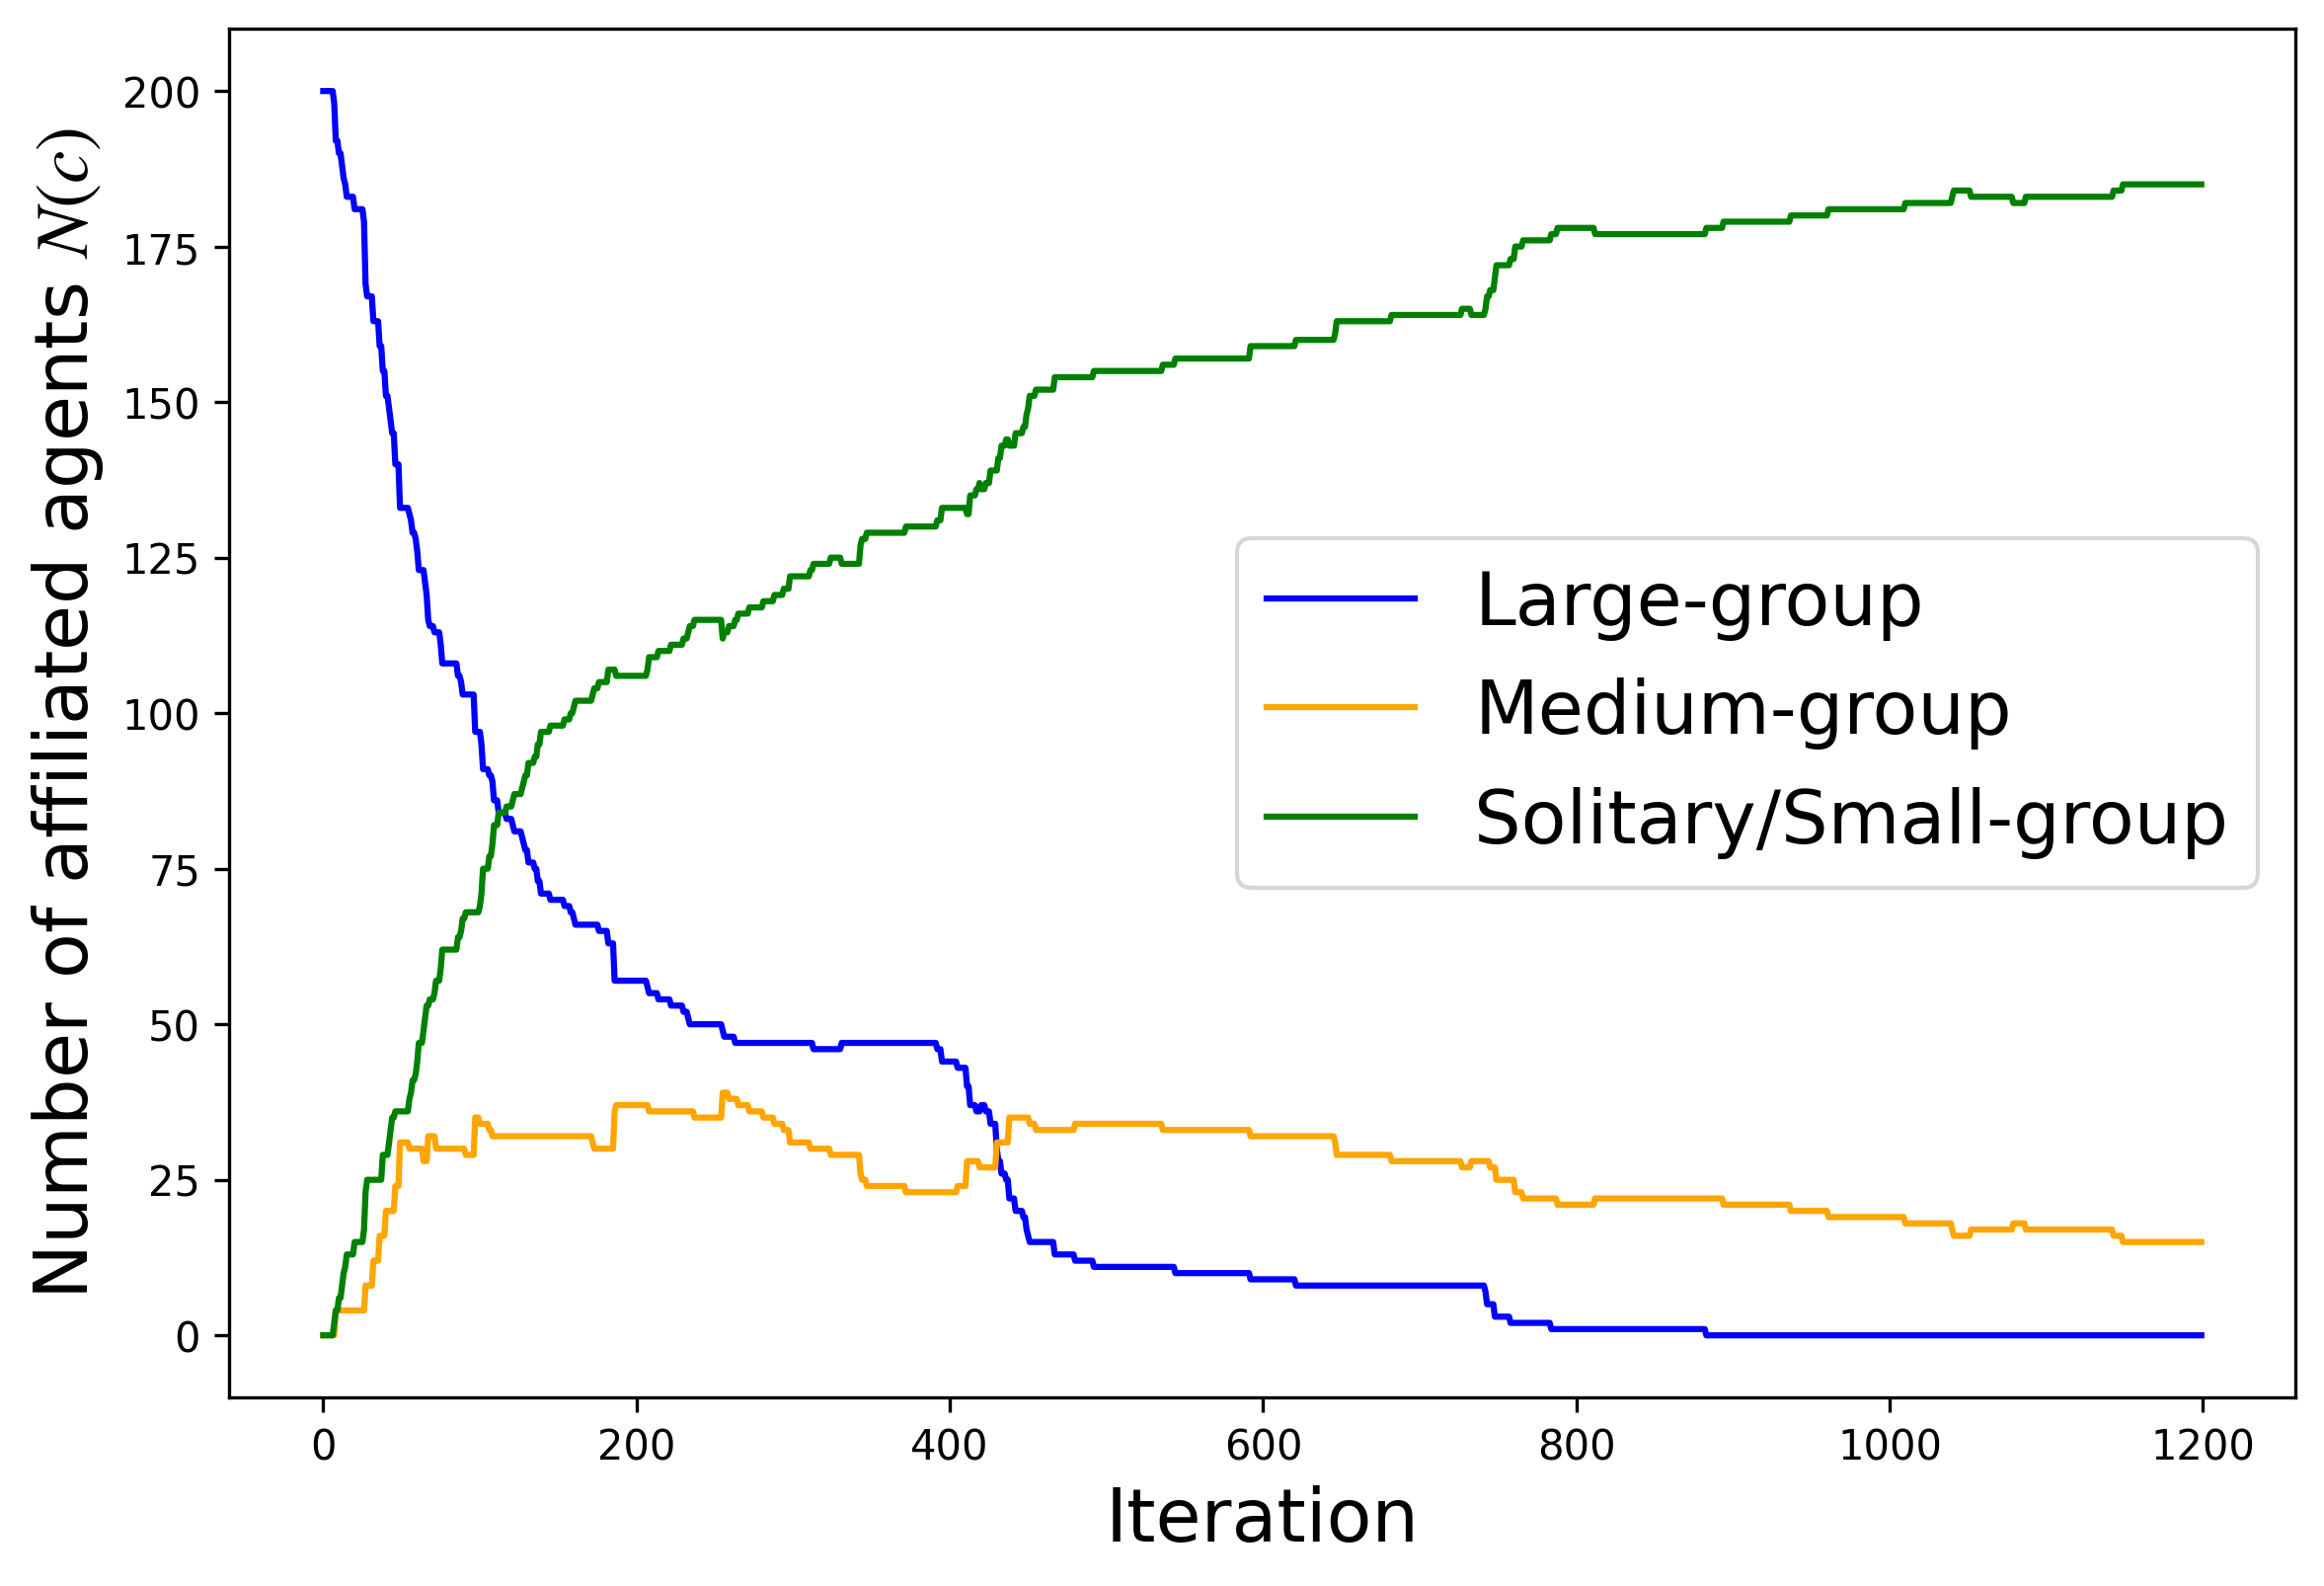 Number of affiliated agents N(c)
200
175
150
125
100
75
50
25
0
Large-group
Medium-group
Solitary/Small-group
0 200 400 600 800 1000 1200
Iteration